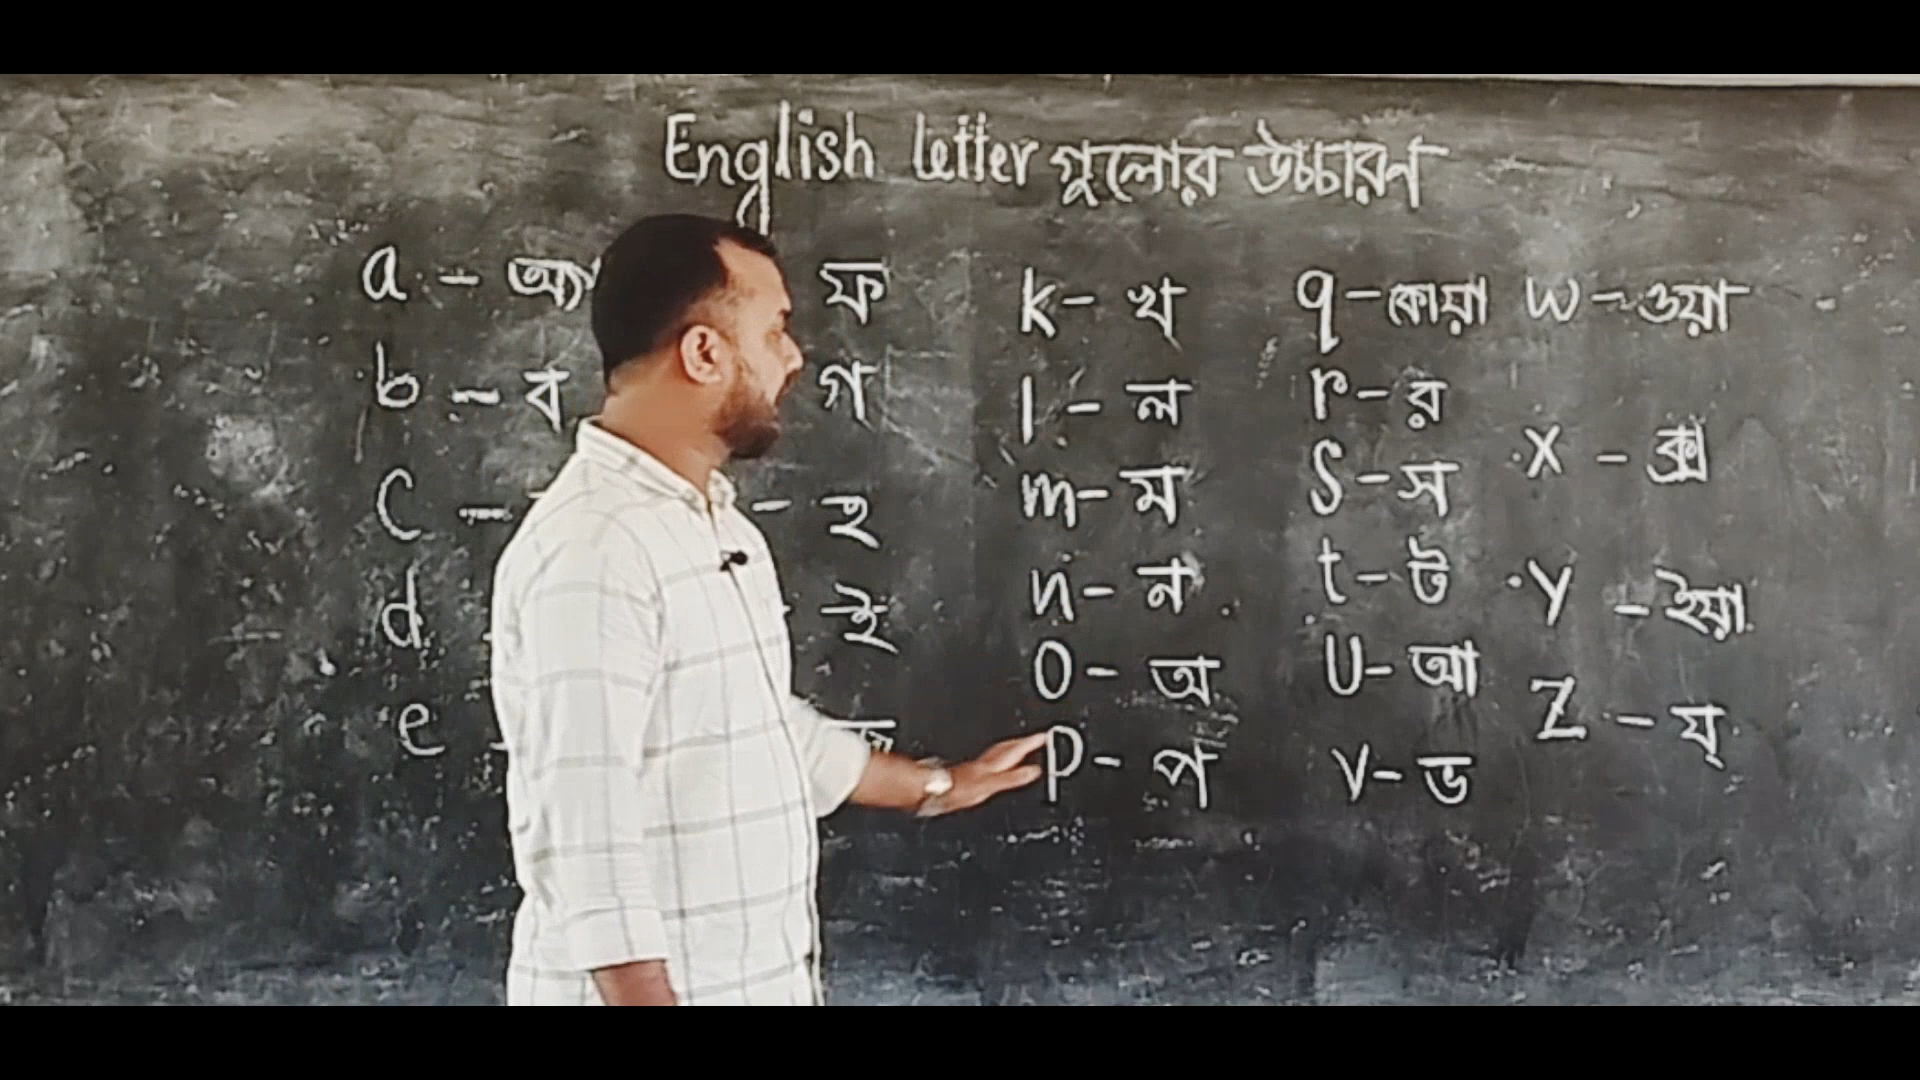 English letter গুলোর উচ্চারণ
a - অ্যা
b - ব
c -
d -
e -
ফ
গ
- হ
- ই
জ
k - খ
l - ল
m - ম
n - ন
o - অ
p - প
q - কোয়া
r - র
s - স
t - ট
u - আ
v - ভ
w - ওয়া
x - ক্স
y - ইয়া
z - য্